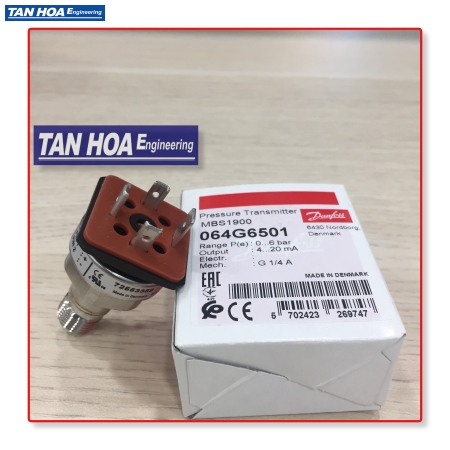 TAN HOA Engineering
TAN HOA Engineering
Pressure Transmitter
MBS1900
064G6501
Range P(e) : 0...6 bar
Output : 4...20 mA
Electr. :
Mech. : G 1/4 A
Danfoss
6430 Nordborg,
Denmark
MADE IN DENMARK
EAC
CE
6 702423 269747